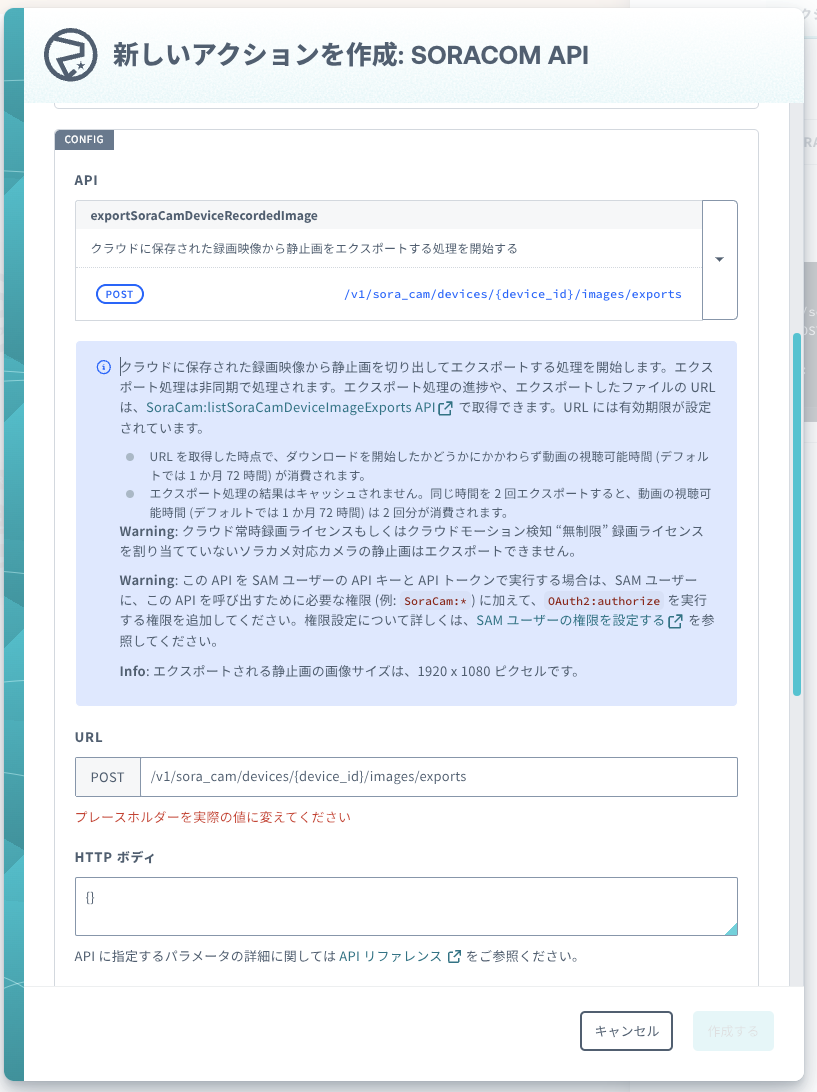 新しいアクションを作成: SORACOM API
CONFIG
API
exportSoraCamDeviceRecordedImage
クラウドに保存された録画映像から静止画をエクスポートする処理を開始する
POST
/v1/sora_cam/devices/{device_id}/images/exports
クラウドに保存された録画映像から静止画を切り出してエクスポートする処理を開始します。エクス
ポート処理は非同期で処理されます。エクスポート処理の進捗や、エクスポートしたファイルの URL
は、SoraCam:listSoraCamDeviceImageExports API で取得できます。URL には有効期限が設定
されています。
URL を取得した時点で、ダウンロードを開始したかどうかにかかわらず動画の視聴可能時間 (デフォル
トでは 1 か月 72 時間) が消費されます。
エクスポート処理の結果はキャッシュされません。同じ時間を 2 回エクスポートすると、動画の視聴可
能時間 (デフォルトでは 1 か月 72 時間) は 2 回分が消費されます。
Warning: クラウド常時録画ライセンスもしくはクラウドモーション検知 “無制限” 録画ライセンス
を割り当てていないソラカメ対応カメラの静止画はエクスポートできません。
Warning: この API を SAM ユーザーの API キーと API トークンで実行する場合は、SAM ユーザー
に、この API を呼び出すために必要な権限 (例: SoraCam:*) に加えて、 OAuth2:authorize を実行
する権限を追加してください。権限設定について詳しくは、SAM ユーザーの権限を設定する を参
照してください。
Info: エクスポートされる静止画の画像サイズは、1920 x 1080 ピクセルです。
URL
POST
/v1/sora_cam/devices/{device_id}/images/exports
プレースホルダーを実際の値に変えてください
HTTP ボディ
{}
API に指定するパラメータの詳細に関しては API リファレンス をご参照ください。
キャンセル
作成する